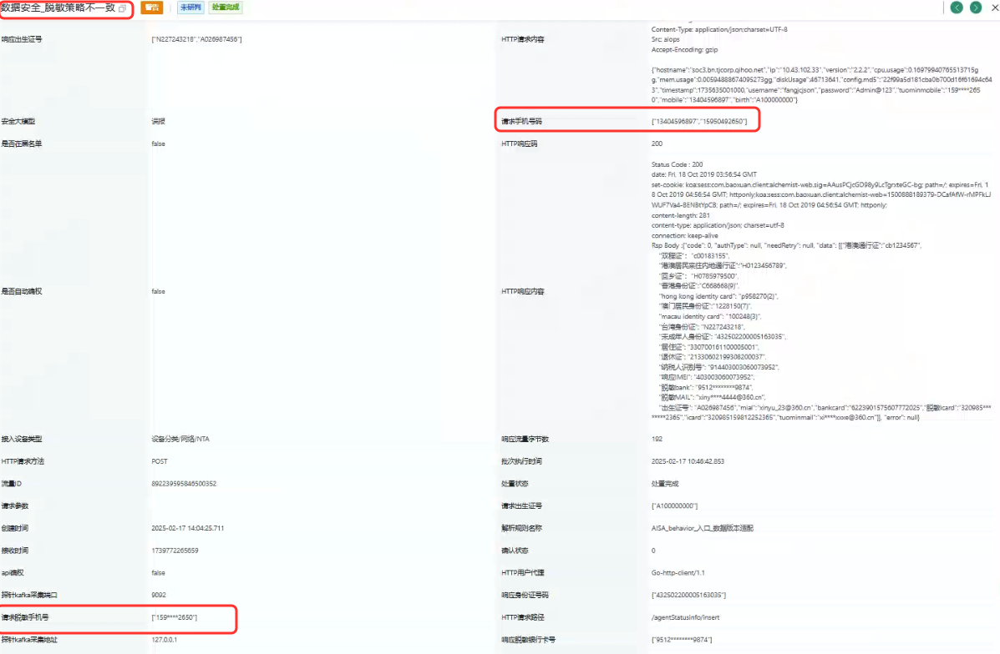 数据安全_脱敏策略不一致
警告
未研判
处置完成
响应出生证号
["N227243218","A026987456"]
HTTP请求内容
Content-Type: application/json;charset=UTF-8
Src: aiops
Accept-Encoding: gzip
{"hostname":"soc3.bn.tjcorp.qihoo.net","ip":"10.43.102.33","version":"2.2.2","cpu.usage":0.16979940765513715g
g,"mem.usage":0.00594888674095273gg,"diskUsage":46713641,"config.md5":"22f99a5d181cba0b700d16f61694c64
3","timestamp":1735635001000,"username":"fangjcjson","password":"Admin@123","tuominmobile":"159****265
0","mobile":"13404596897","birth":"A100000000"}
安全大模型
误报
请求手机号码
["13404596897","15950492650"]
是否在黑名单
false
HTTP响应码
200
是否自动确权
false
HTTP响应内容
Status Code : 200
date: Fri, 18 Oct 2019 03:56:54 GMT
set-cookie: koa:sess:com.baoxuan.client:alchemist-web.sig=AAusPCjcGD98y9LcTgrxteGC-bg; path=/; expires=Fri, 1
8 Oct 2019 04:56:54 GMT; httponly;koa:sess:com.baoxuan.client:alchemist-web=1500888189379-DCafAfW-rMPFkLJ
WUF7Va4-BENBtYpCB; path=/; expires=Fri, 18 Oct 2019 04:56:54 GMT; httponly;
content-length: 281
content-type: application/json; charset=utf-8
connection: keep-alive
Rsp Body :{"code": 0, "authType": null, "needRetry": null, "data": [["港澳通行证":"cb1234567",
"双程证": "c00183155",
"港澳居民来往内地通行证":"H0123456789",
"回乡证": "H0785979500",
"香港身份证":"C668668(9)",
"hong kong identity card": "p958270(2)",
"澳门居民身份证":"1228150(7)",
"macau identity card": "100248(3)",
"台湾身份证": "N227243218",
"未成年人身份证": "432502200005163035",
"居住证": "330700161100005001",
"退休证": "21330602199308200037",
"纳税人识别号": "914403003060073952",
"响应IMEI": "403003060073952",
"脱敏bank": "9512********9874",
"脱敏MAIL": "xiny****4444@360.cn",
"出生证号": "A026987456","mial":"xinyu_23@360.cn","bankcard":"6223901575607772025","脱敏icard":"320985***
*****2365","icard":"320985159812252365","tuominmail":"xi****xxxe@360.cn"]], "error": null}
接入设备类型
设备分类/网络/NTA
响应流量字节数
192
HTTP请求方法
POST
批次执行时间
2025-02-17 10:46:42.853
流量ID
892239595846500352
处置状态
处置完成
请求参数
请求出生证号
["A100000000"]
创建时间
2025-02-17 14:04:25.711
解析规则名称
AISA_behavior_入口_数据版本适配
接收时间
1739772265659
确认状态
0
api确权
false
HTTP用户代理
Go-http-client/1.1
探针kafka采集端口
9092
响应身份证号码
["432502200005163035"]
请求脱敏手机号
["159****2650"]
HTTP请求路径
/agentStatusinfo/insert
探针kafka采集地址
127.0.0.1
响应脱敏银行卡号
["9512********9874"]